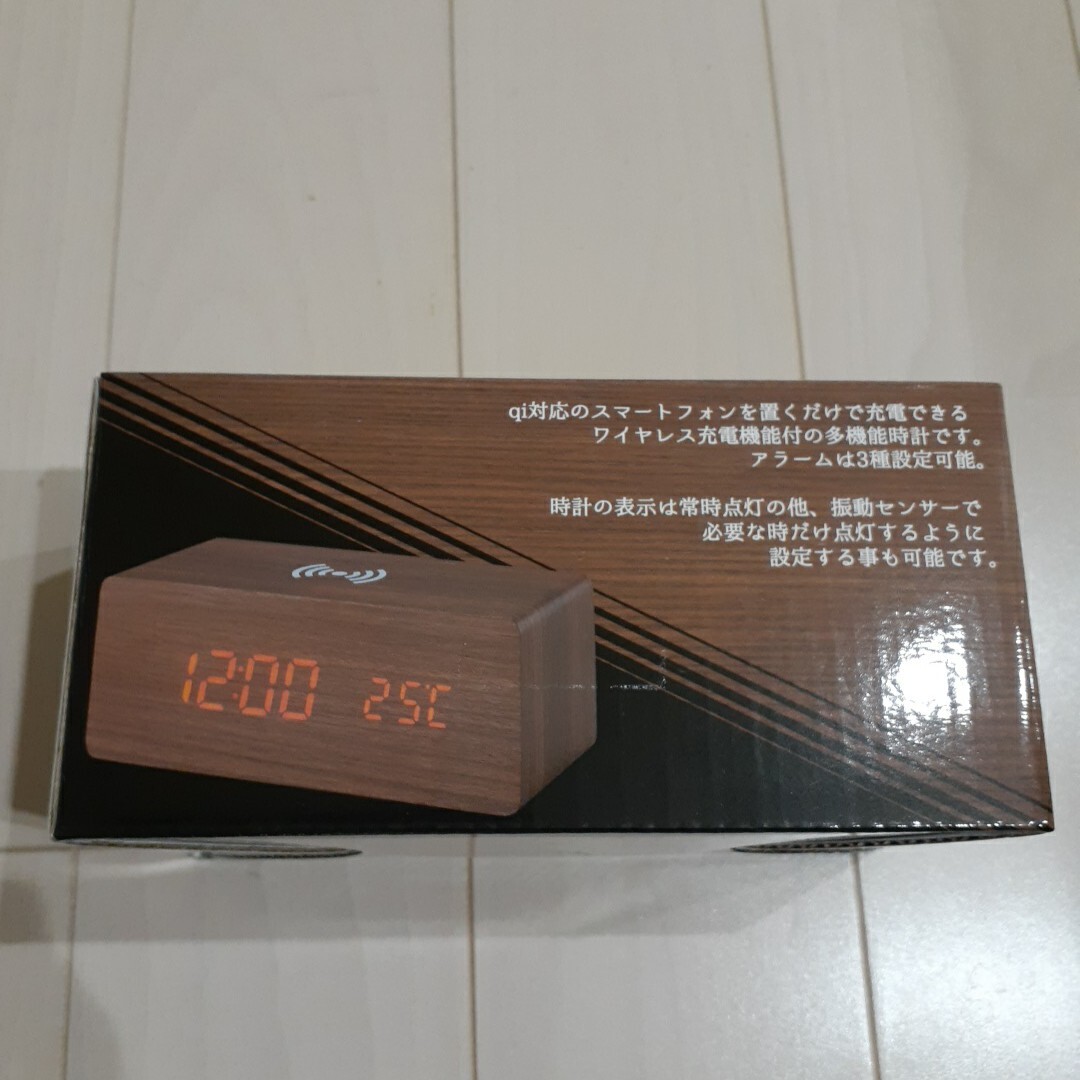 qi対応のスマートフォンを置くだけで充電できる
ワイヤレス充電機能付の多機能時計です。
アラームは3種設定可能。
時計の表示は常時点灯の他、振動センサーで
必要な時だけ点灯するように
設定する事も可能です。
12:00 25℃